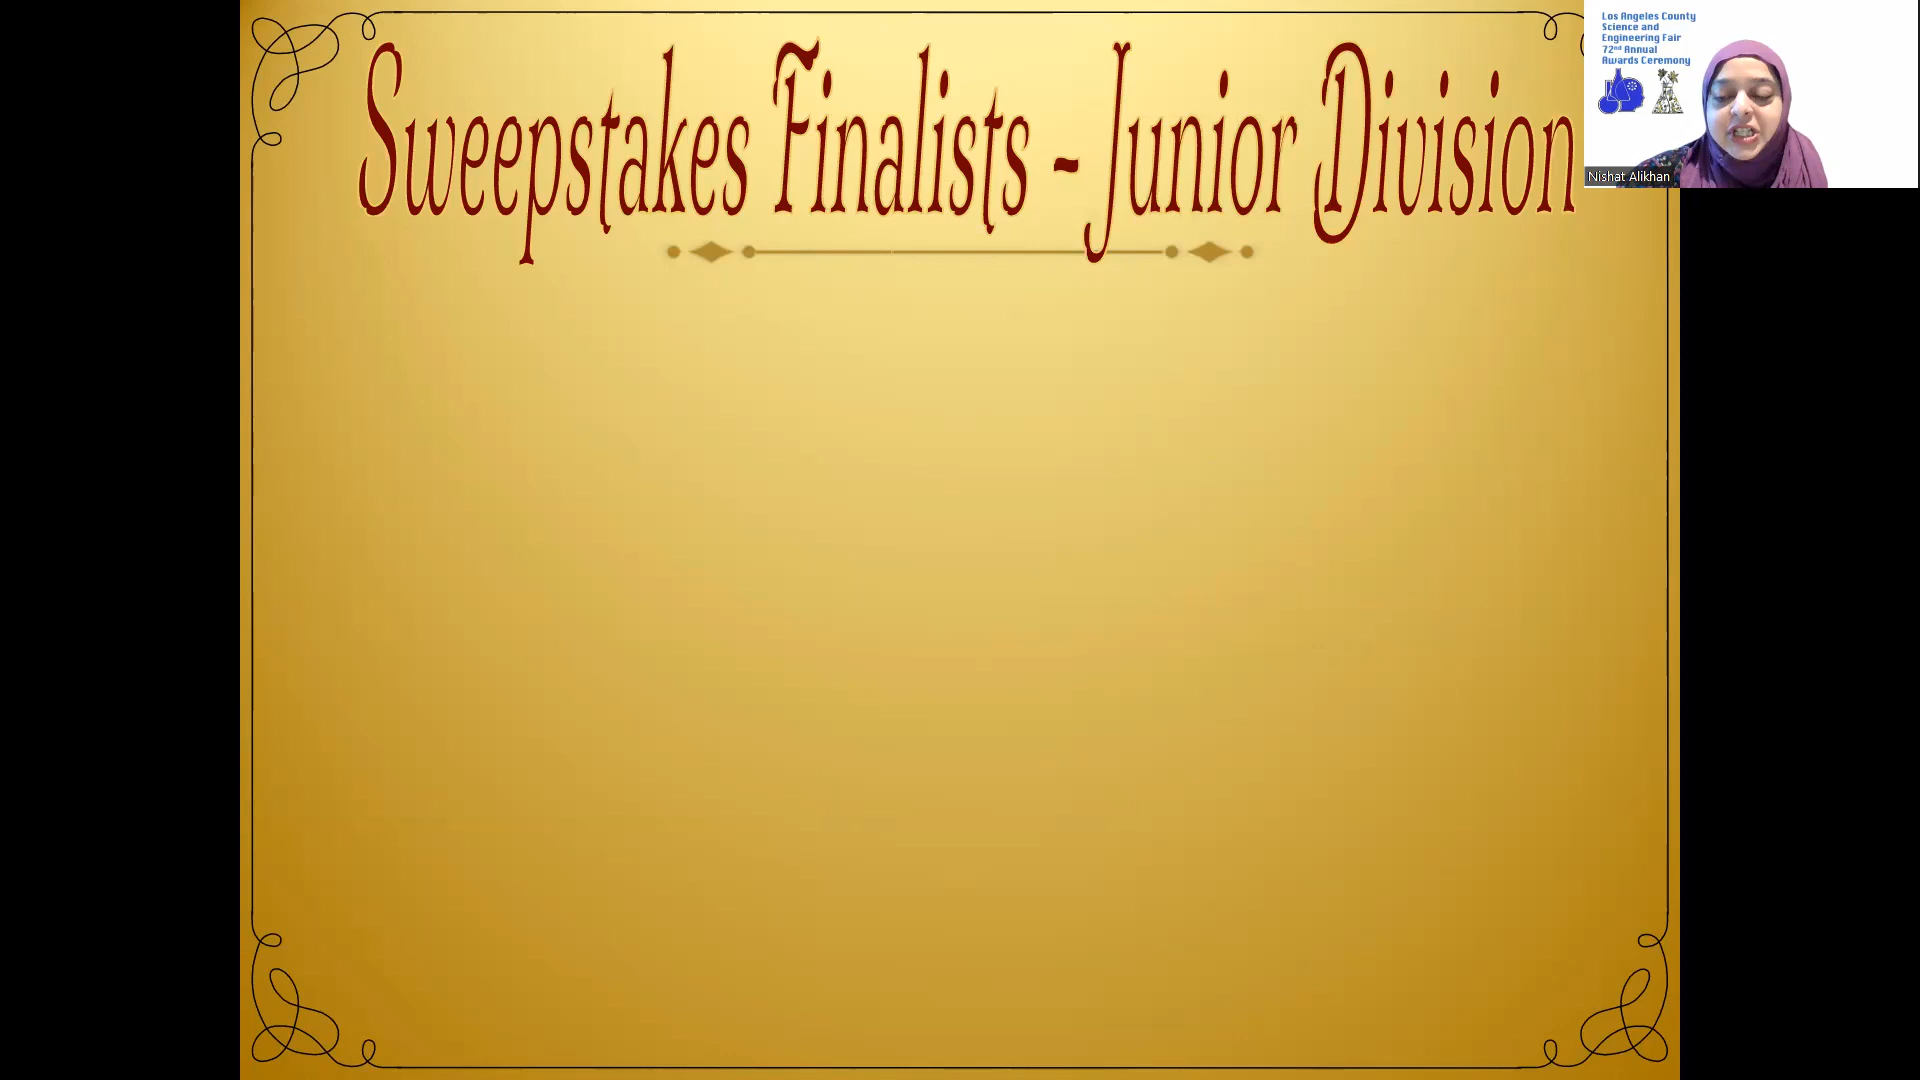 Sweepstakes Finalists - Junior Division
Los Angeles County
Science and
Engineering Fair
72nd Annual
Awards Ceremony
Nishat Alikhan